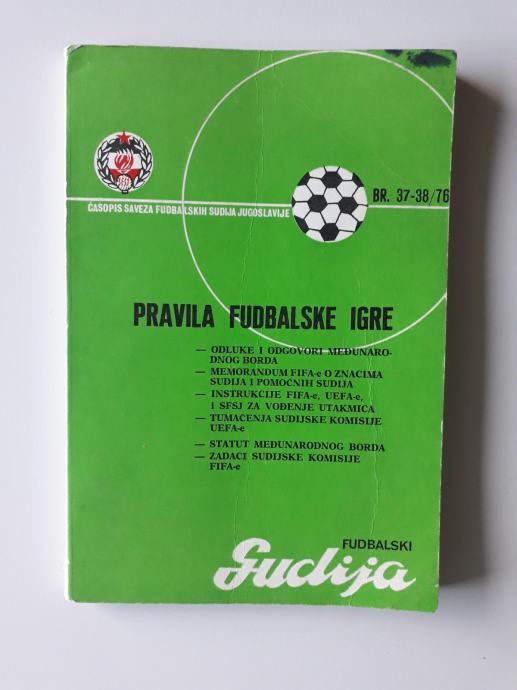 ČASOPIS SAVEZA FUDBALSKIH SUDIJA JUGOSLAVIJE
BR. 37-38/76
PRAVILA FUDBALSKE IGRE
— ODLUKE I ODGOVORI MEĐUNARO-
DNOG BORDA
— MEMORANDUM FIFA-e O ZNACIMA
SUDIJA I POMOĆNIH SUDIJA
— INSTRUKCIJE FIFA-e, UEFA-e,
I SFSJ ZA VOĐENJE UTAKMICA
— TUMAČENJA SUDIJSKE KOMISIJE
UEFA-e
— STATUT MEĐUNARODNOG BORDA
— ZADACI SUDIJSKE KOMISIJE
FIFA-e
FUDBALSKI
Sudija